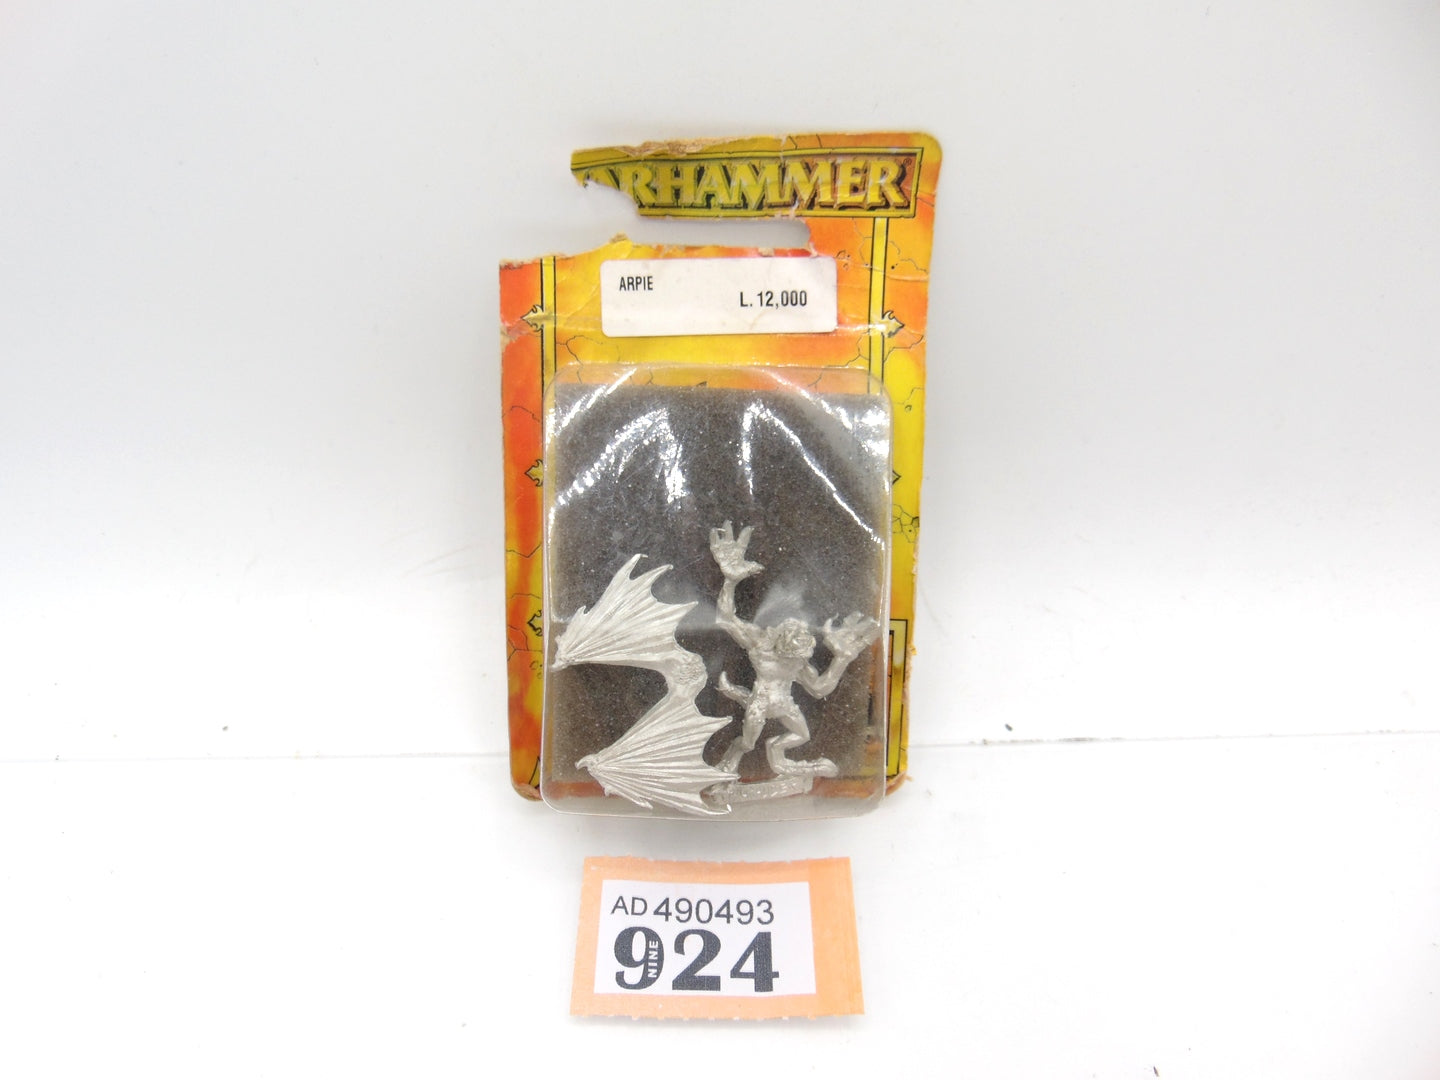 ARHAMMER®
ARPIE
L. 12,000
AD 490493
924
NINE